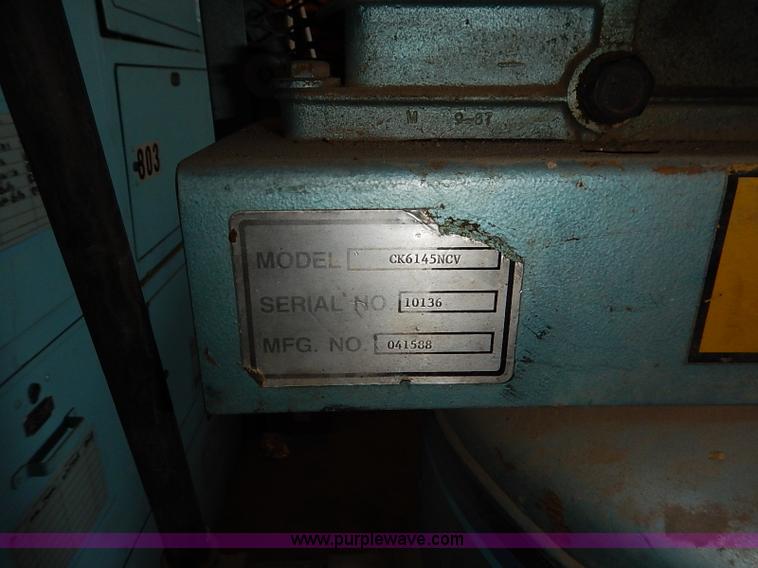 M 9-87
803
MODEL CK6145NCV
SERIAL NO. 10136
MFG. NO. 041588
www.purplewave.com